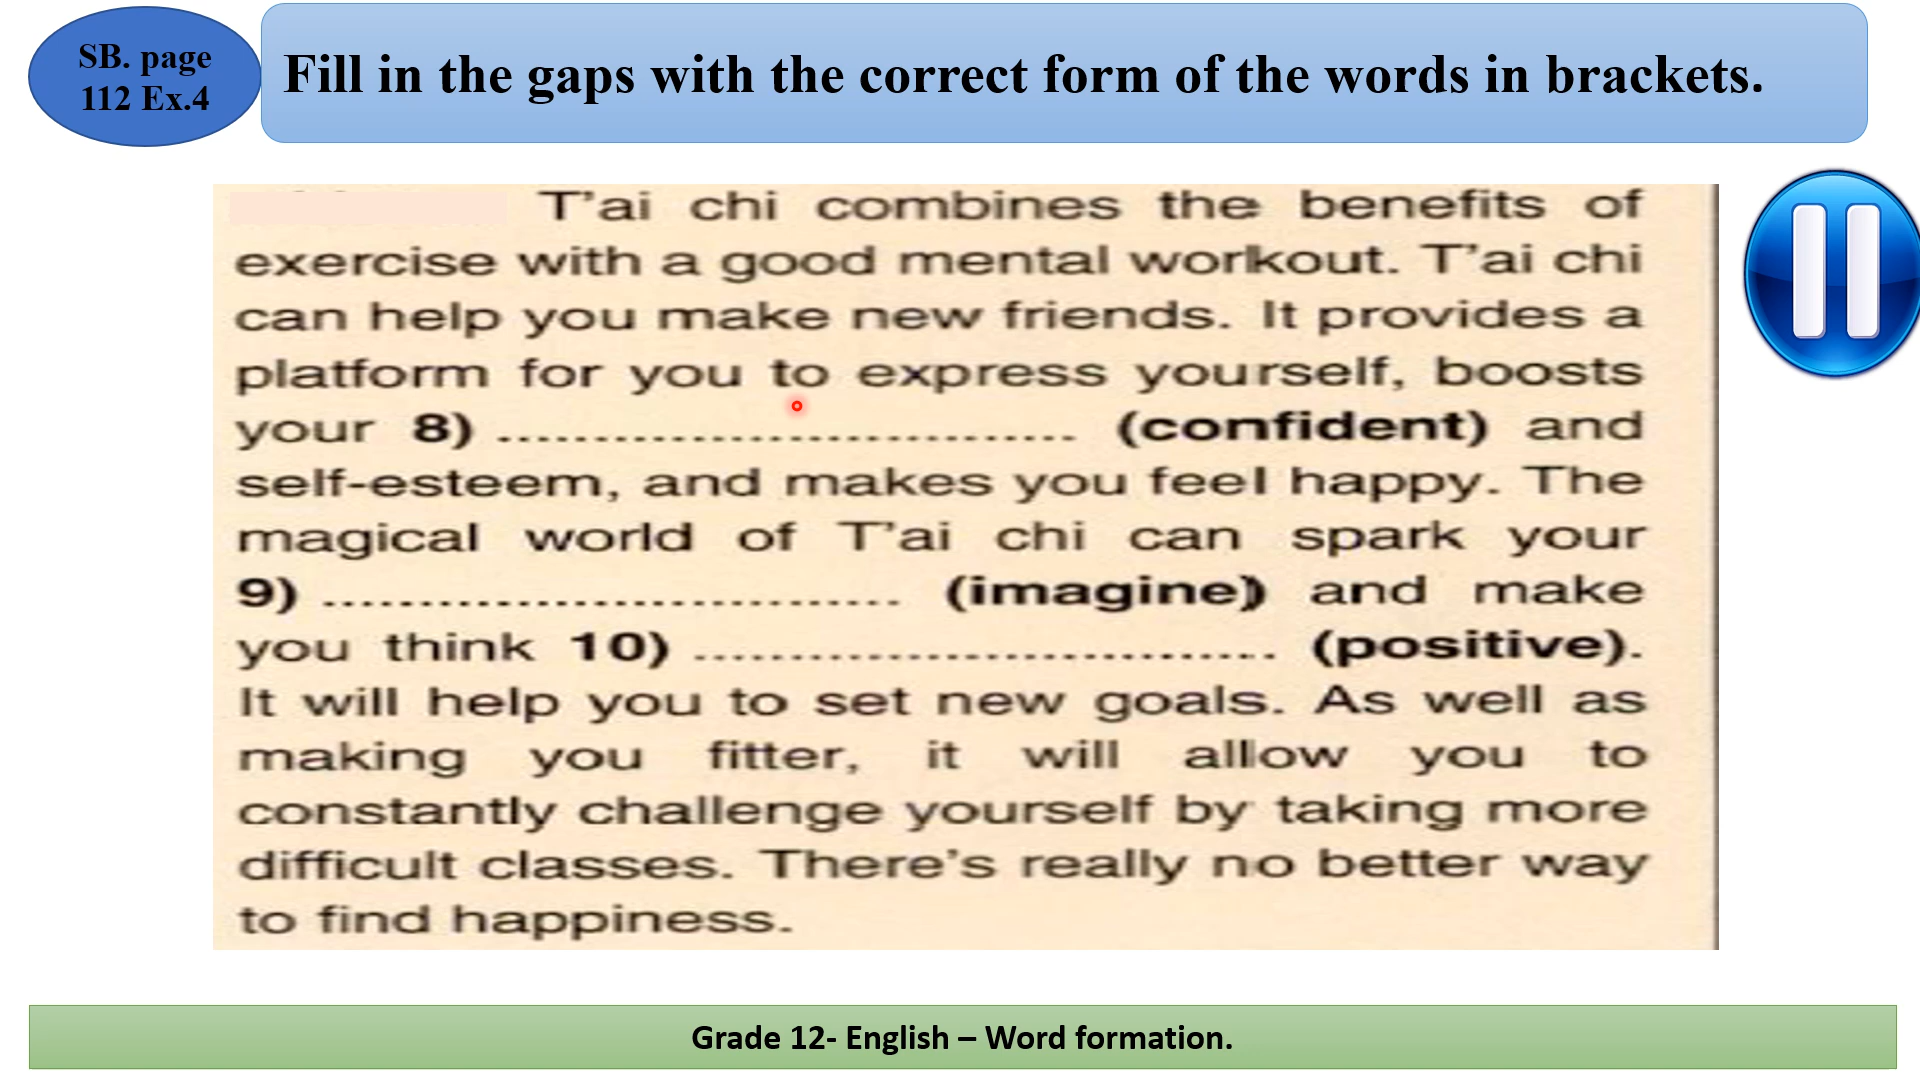 SB. page
112 Ex.4
Fill in the gaps with the correct form of the words in brackets.
T'ai chi combines the benefits of
exercise with a good mental workout. T'ai chi
can help you make new friends. It provides a
platform for you to express yourself, boosts
your 8) .............................. (confident) and
self-esteem, and makes you feel happy. The
magical world of T'ai chi can spark your
9) .............................. (imagine) and make
you think 10) .............................. (positive).
It will help you to set new goals. As well as
making you fitter, it will allow you to
constantly challenge yourself by taking more
difficult classes. There's really no better way
to find happiness.
Grade 12- English – Word formation.